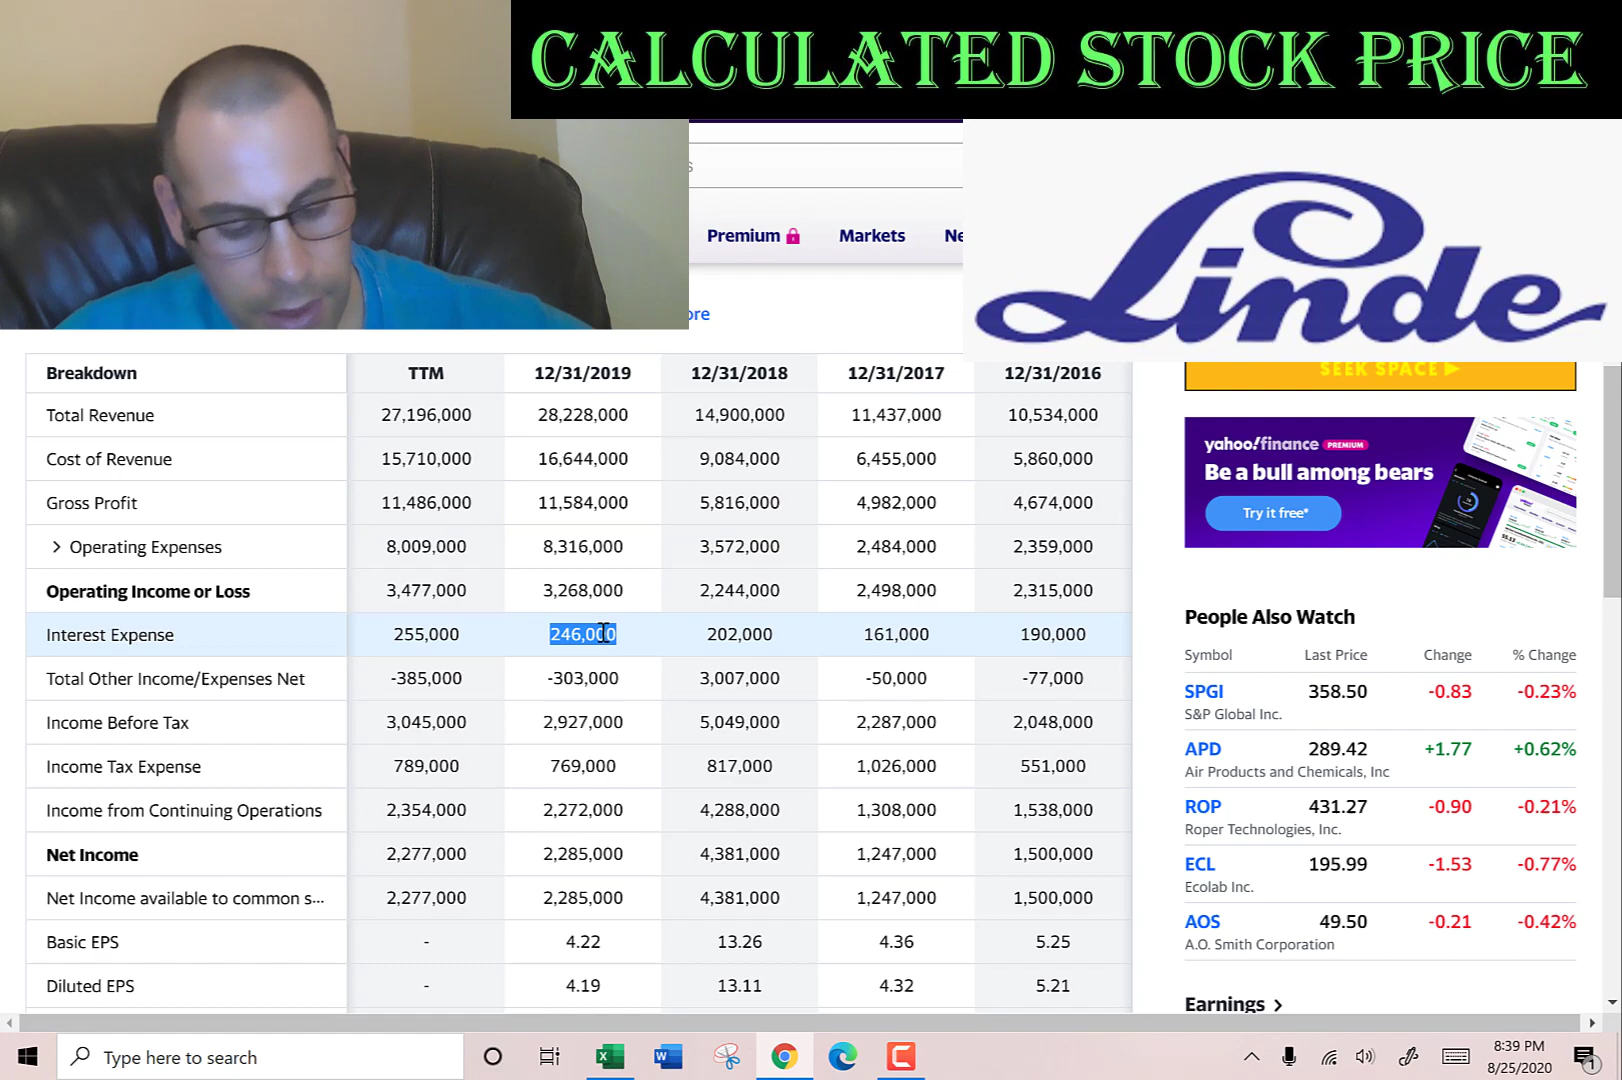 CALCULATED STOCK PRICE
s
Premium Markets Ne
ore
Linde
Breakdown TTM 12/31/2019 12/31/2018 12/31/2017 12/31/2016
Total Revenue 27,196,000 28,228,000 14,900,000 11,437,000 10,534,000
Cost of Revenue 15,710,000 16,644,000 9,084,000 6,455,000 5,860,000
Gross Profit 11,486,000 11,584,000 5,816,000 4,982,000 4,674,000
> Operating Expenses 8,009,000 8,316,000 3,572,000 2,484,000 2,359,000
Operating Income or Loss 3,477,000 3,268,000 2,244,000 2,498,000 2,315,000
Interest Expense 255,000 246,000 202,000 161,000 190,000
Total Other Income/Expenses Net -385,000 -303,000 3,007,000 -50,000 -77,000
Income Before Tax 3,045,000 2,927,000 5,049,000 2,287,000 2,048,000
Income Tax Expense 789,000 769,000 817,000 1,026,000 551,000
Income from Continuing Operations 2,354,000 2,272,000 4,288,000 1,308,000 1,538,000
Net Income 2,277,000 2,285,000 4,381,000 1,247,000 1,500,000
Net Income available to common s... 2,277,000 2,285,000 4,381,000 1,247,000 1,500,000
Basic EPS - 4.22 13.26 4.36 5.25
Diluted EPS - 4.19 13.11 4.32 5.21
SEEK SPACE ▶
yahoo!finance PREMIUM
Be a bull among bears
Try it free*
People Also Watch
Symbol Last Price Change % Change
SPGI 358.50 -0.83 -0.23%
S&P Global Inc.
APD 289.42 +1.77 +0.62%
Air Products and Chemicals, Inc
ROP 431.27 -0.90 -0.21%
Roper Technologies, Inc.
ECL 195.99 -1.53 -0.77%
Ecolab Inc.
AOS 49.50 -0.21 -0.42%
A.O. Smith Corporation
Earnings >
Type here to search
8:39 PM
8/25/2020
1